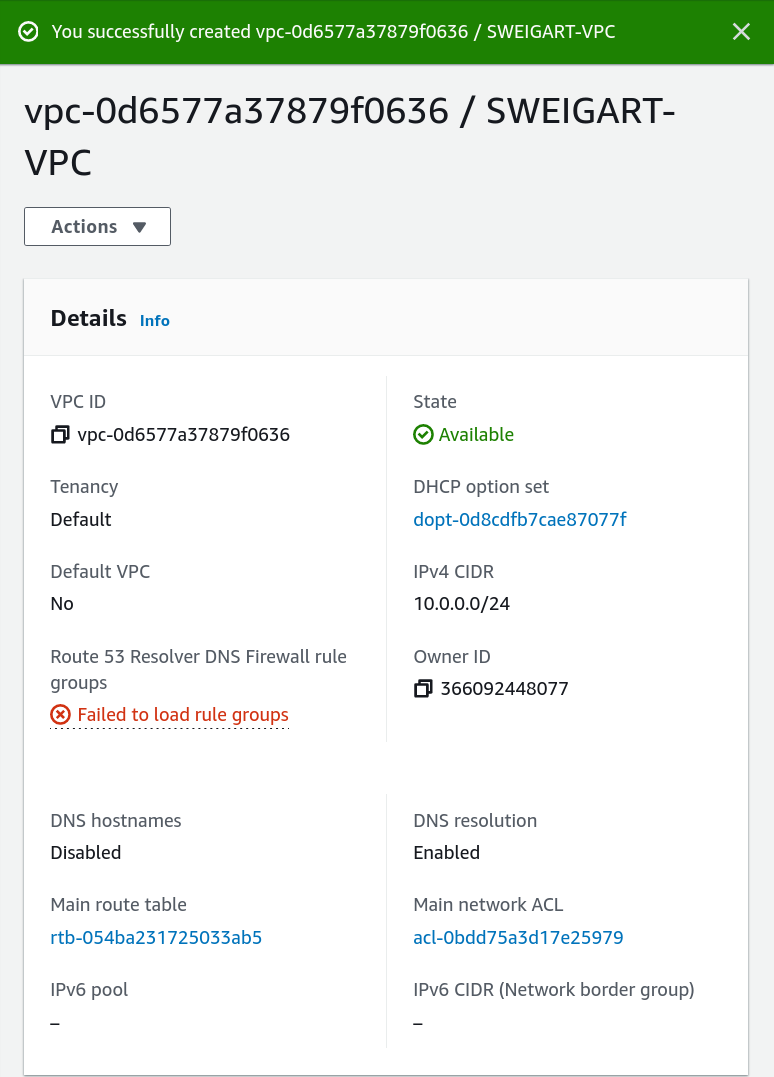 You successfully created vpc-0d6577a37879f0636 / SWEIGART-VPC
vpc-0d6577a37879f0636 / SWEIGART-
VPC
Actions
Details Info
VPC ID
vpc-0d6577a37879f0636
State
Available
Tenancy
Default
DHCP option set
dopt-0d8cdfb7cae87077f
Default VPC
No
IPv4 CIDR
10.0.0.0/24
Route 53 Resolver DNS Firewall rule
groups
Failed to load rule groups
Owner ID
366092448077
DNS hostnames
Disabled
DNS resolution
Enabled
Main route table
rtb-054ba231725033ab5
Main network ACL
acl-0bdd75a3d17e25979
IPv6 pool
–
IPv6 CIDR (Network border group)
–